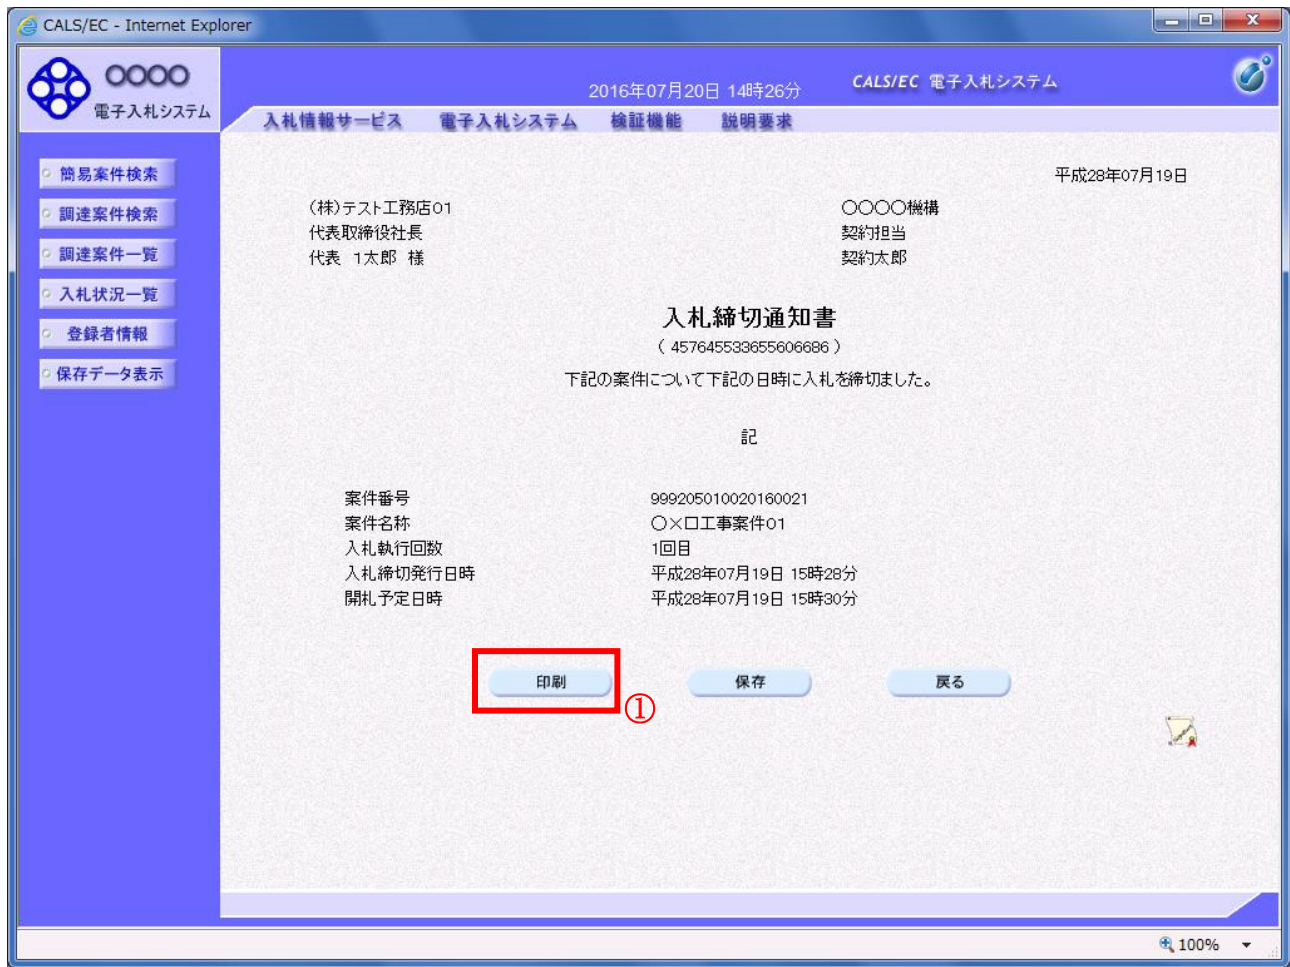 CALS/EC - Internet Explorer
〇〇〇〇
電子入札システム
2016年07月20日 14時26分
CALS/EC 電子入札システム
入札情報サービス 電子入札システム 検証機能 説明要求
簡易案件検索
調達案件検索
調達案件一覧
入札状況一覧
登録者情報
保存データ表示
平成28年07月19日
(株)テスト工務店01
代表取締役社長
代表 1太郎 様
〇〇〇〇機構
契約担当
契約太郎
入札締切通知書
( 457645533655606686 )
下記の案件について下記の日時に入札を締切ました。
記
案件番号 999205010020160021
案件名称 〇×口工事案件01
入札執行回数 1回目
入札締切発行日時 平成28年07月19日 15時28分
開札予定日時 平成28年07月19日 15時30分
印刷 保存 戻る
①
100%